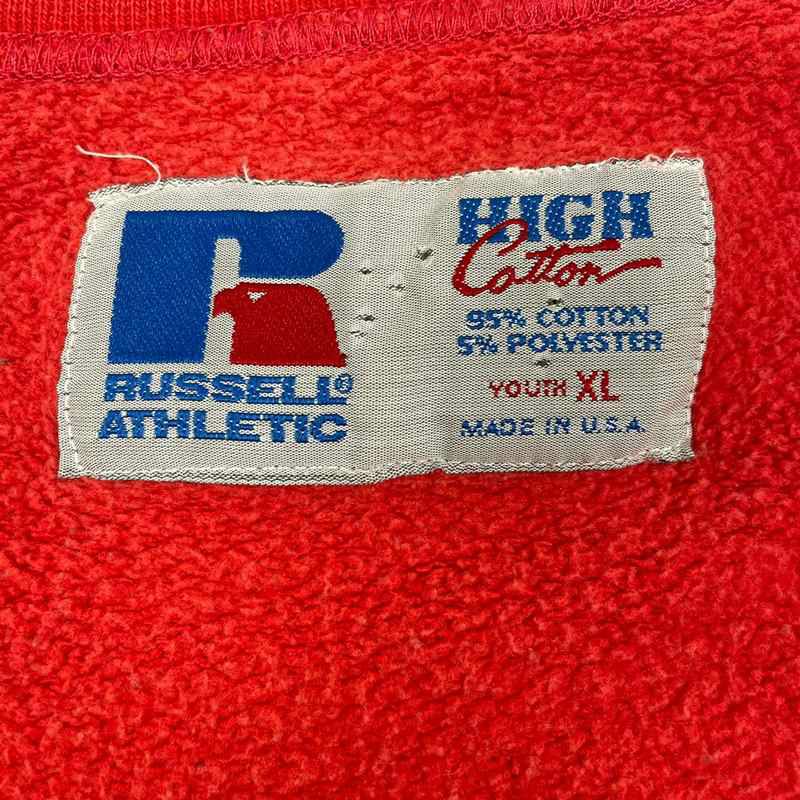 RUSSELL®
ATHLETIC
HIGH
Cotton
95% COTTON
5% POLYESTER
YOUTH XL
MADE IN U.S.A.